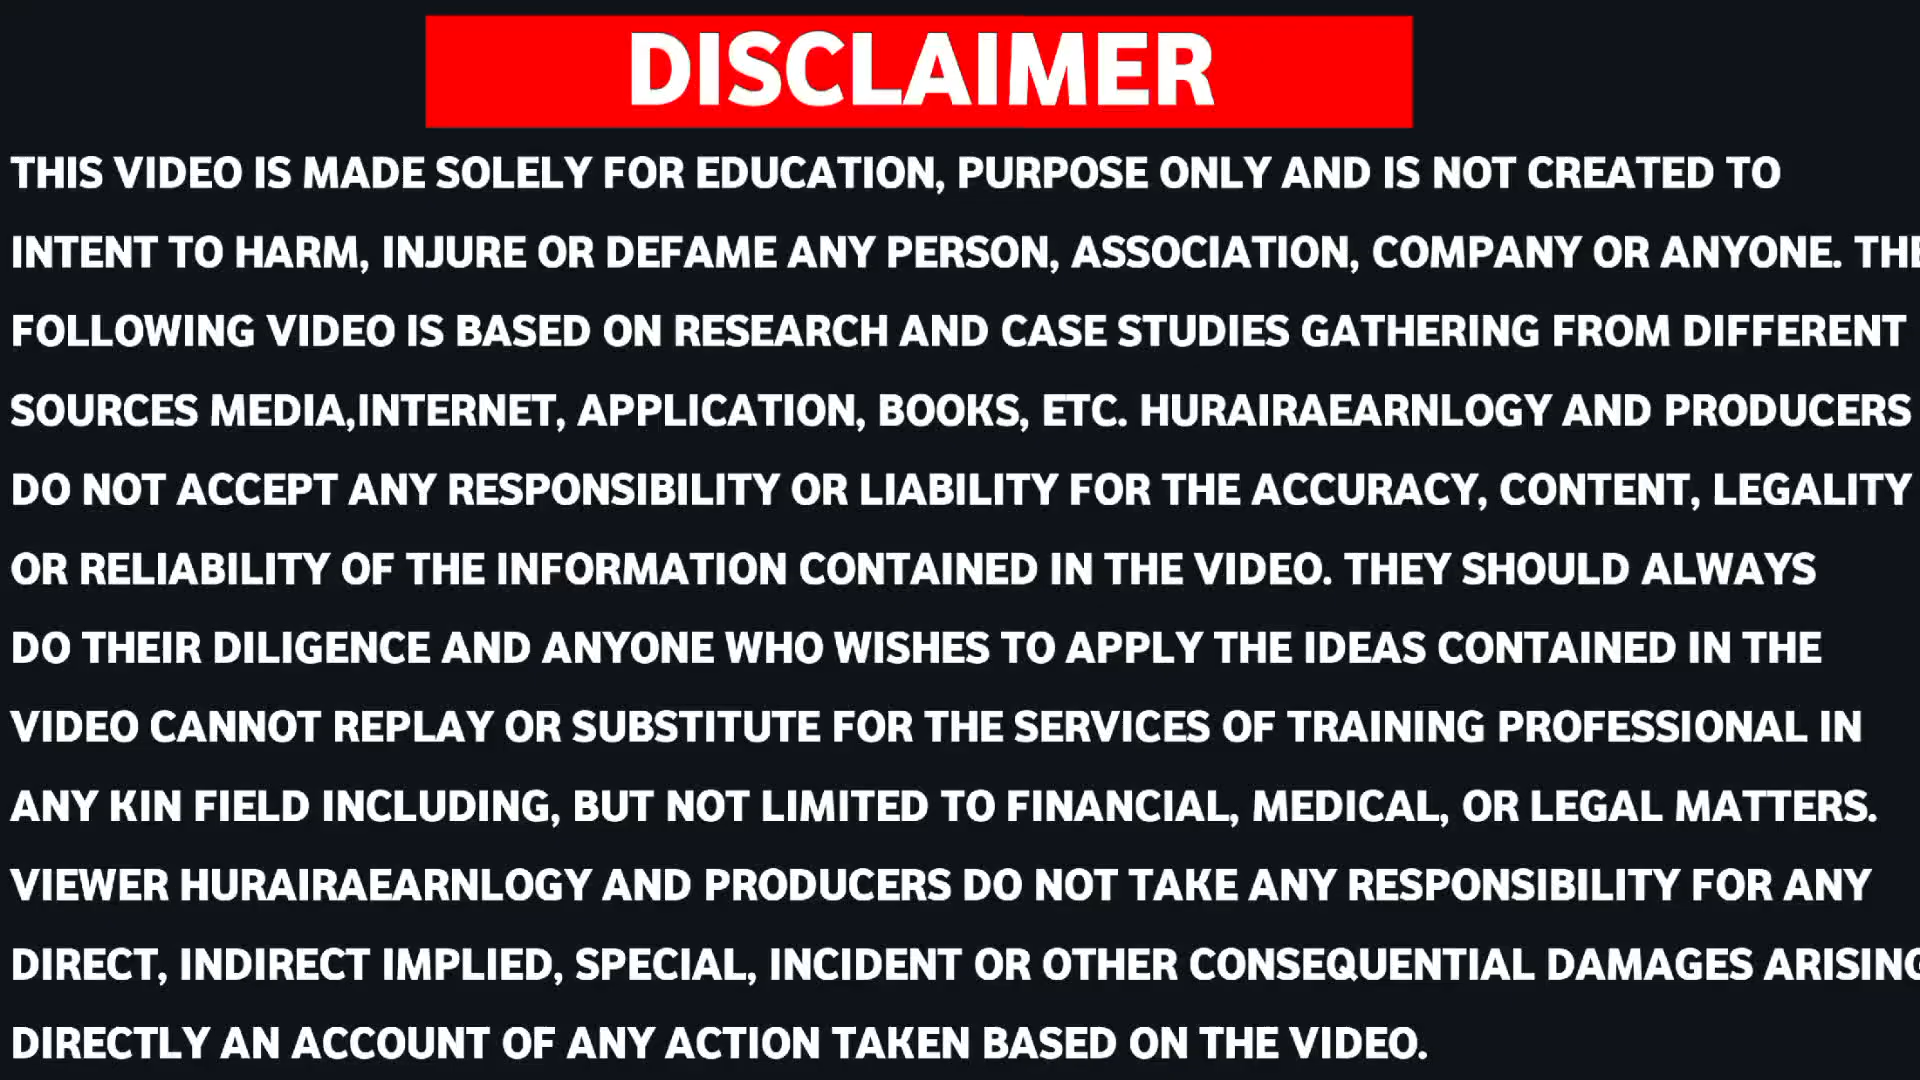 DISCLAIMER
THIS VIDEO IS MADE SOLELY FOR EDUCATION, PURPOSE ONLY AND IS NOT CREATED TO
INTENT TO HARM, INJURE OR DEFAME ANY PERSON, ASSOCIATION, COMPANY OR ANYONE. THE
FOLLOWING VIDEO IS BASED ON RESEARCH AND CASE STUDIES GATHERING FROM DIFFERENT
SOURCES MEDIA,INTERNET, APPLICATION, BOOKS, ETC. HURAIRAEARNLOGY AND PRODUCERS
DO NOT ACCEPT ANY RESPONSIBILITY OR LIABILITY FOR THE ACCURACY, CONTENT, LEGALITY
OR RELIABILITY OF THE INFORMATION CONTAINED IN THE VIDEO. THEY SHOULD ALWAYS
DO THEIR DILIGENCE AND ANYONE WHO WISHES TO APPLY THE IDEAS CONTAINED IN THE
VIDEO CANNOT REPLAY OR SUBSTITUTE FOR THE SERVICES OF TRAINING PROFESSIONAL IN
ANY KIN FIELD INCLUDING, BUT NOT LIMITED TO FINANCIAL, MEDICAL, OR LEGAL MATTERS.
VIEWER HURAIRAEARNLOGY AND PRODUCERS DO NOT TAKE ANY RESPONSIBILITY FOR ANY
DIRECT, INDIRECT IMPLIED, SPECIAL, INCIDENT OR OTHER CONSEQUENTIAL DAMAGES ARISING
DIRECTLY AN ACCOUNT OF ANY ACTION TAKEN BASED ON THE VIDEO.